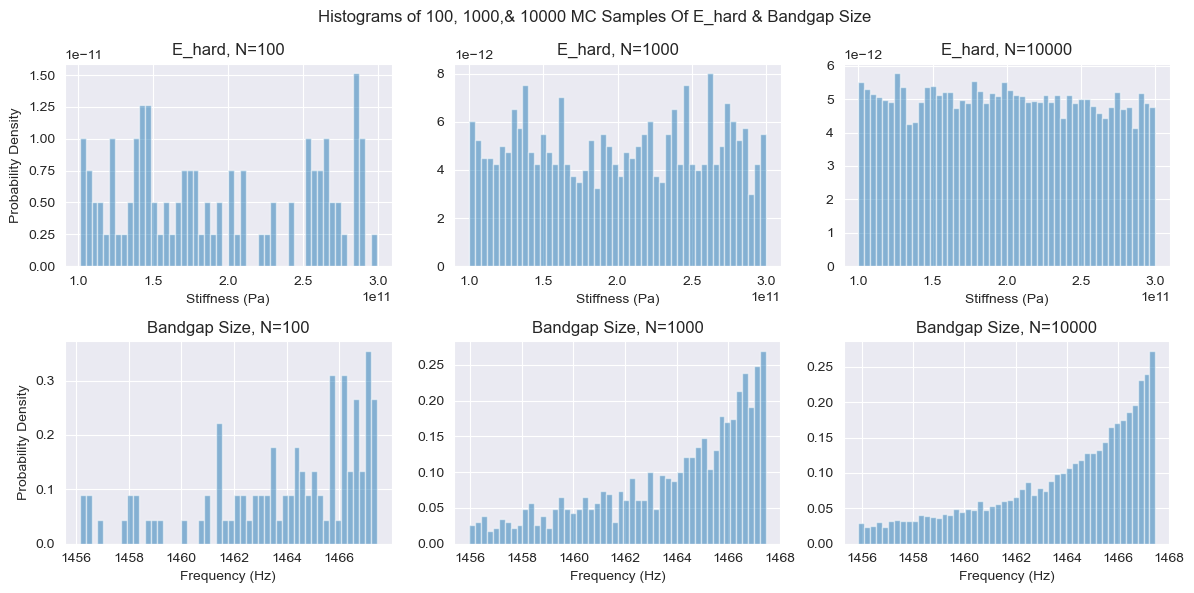 Histograms of 100, 1000,& 10000 MC Samples Of E_hard & Bandgap Size
E_hard, N=100
1e−11
1.50
1.25
1.00
0.75
0.50
0.25
0.00
Probability Density
1.0 1.5 2.0 2.5 3.0
1e11
Stiffness (Pa)
E_hard, N=1000
1e−12
8
6
4
2
0
1.0 1.5 2.0 2.5 3.0
1e11
Stiffness (Pa)
E_hard, N=10000
1e−12
6
5
4
3
2
1
0
1.0 1.5 2.0 2.5 3.0
1e11
Stiffness (Pa)
Bandgap Size, N=100
0.3
0.2
0.1
0.0
Probability Density
1456 1458 1460 1462 1464 1466
Frequency (Hz)
Bandgap Size, N=1000
0.25
0.20
0.15
0.10
0.05
0.00
1456 1458 1460 1462 1464 1466 1468
Frequency (Hz)
Bandgap Size, N=10000
0.25
0.20
0.15
0.10
0.05
0.00
1456 1458 1460 1462 1464 1466 1468
Frequency (Hz)